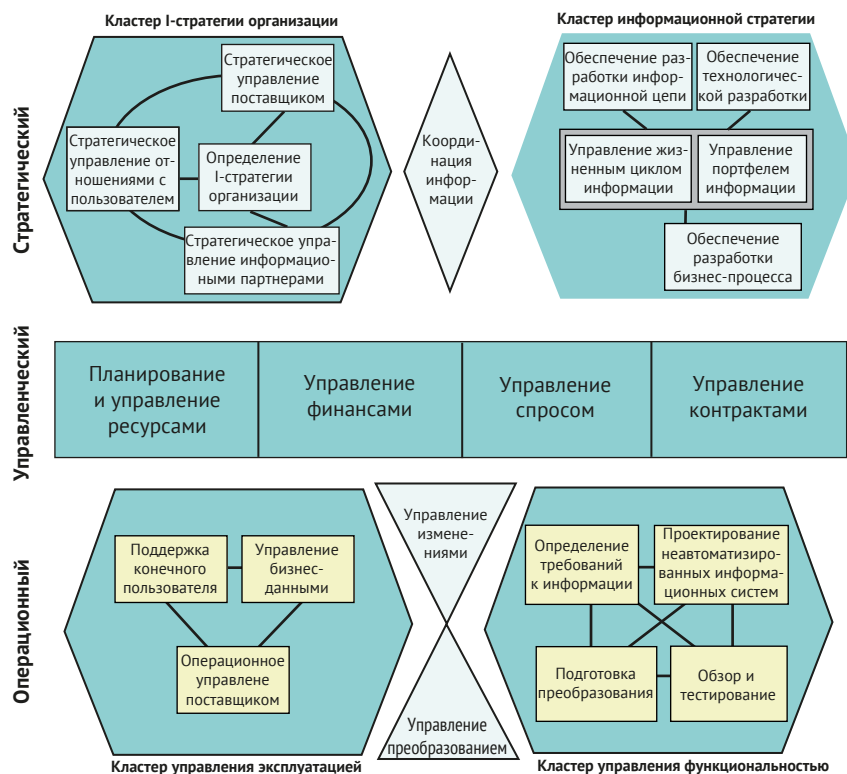 Кластер I-стратегии организации
Кластер информационной стратегии
Стратегический
Стратегическое
управление
поставщиком
Стратегическое
управление от-
ношениями с
пользователем
Определение
I-стратегии
организации
Стратегическое упра-
вление информацио-
ными партнерами
Коорди-
нация
инфор-
мации
Обеспечение раз-
работки инфор-
мационной цепи
Обеспечение
технологичес-
кой разработки
Управление жиз-
ненным циклом
информации
Управление
портфелем
информации
Обеспечение
разработки
бизнес-процесса
Управленческий
Планирование
и управление
ресурсами
Управление
финансами
Управление
спросом
Управление
контрактами
Операционный
Поддержка
конечного
пользователя
Управление
бизнес-
данными
Операционное
управлене
поставщиком
Управление
изменe-
ниями
Управление
преобразованием
Определение
требований
к информации
Проектирование
неавтоматизиро-
ванных информа-
ционных систем
Подготовка
преобразования
Обзор и
тестирование
Кластер управления эксплуатацией
Кластер управления функциональностью